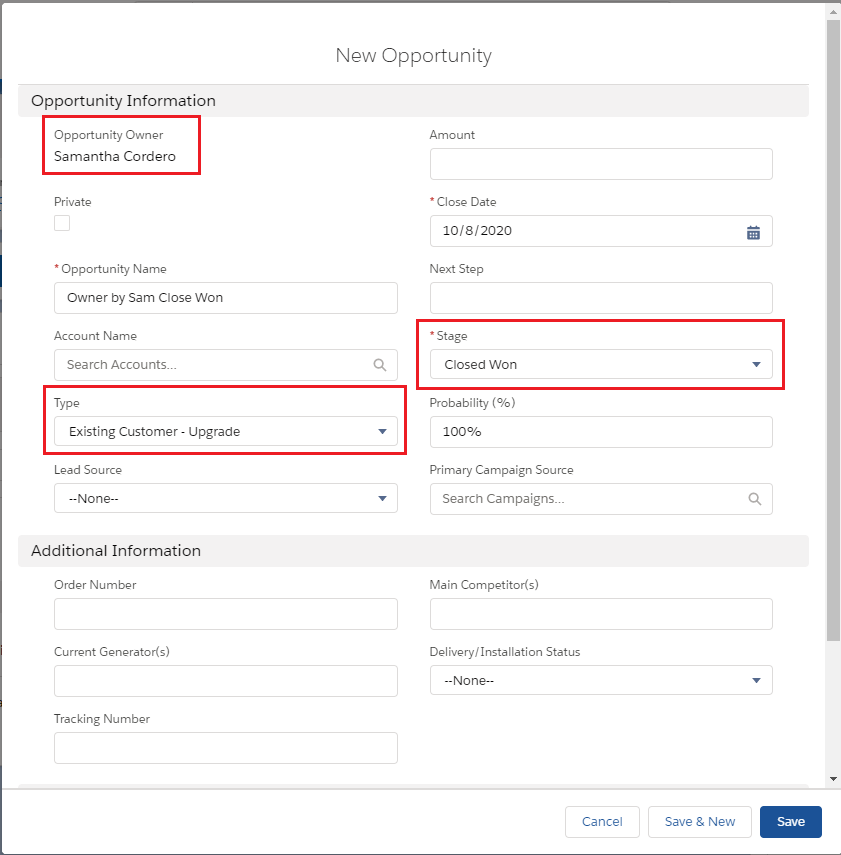 New Opportunity
Opportunity Information
Opportunity Owner
Samantha Cordero
Amount
Private
* Close Date
10/8/2020
* Opportunity Name
Owner by Sam Close Won
Next Step
Account Name
Search Accounts...
* Stage
Closed Won
Type
Existing Customer - Upgrade
Probability (%)
100%
Lead Source
--None--
Primary Campaign Source
Search Campaigns...
Additional Information
Order Number
Main Competitor(s)
Current Generator(s)
Delivery/Installation Status
--None--
Tracking Number
Cancel
Save & New
Save